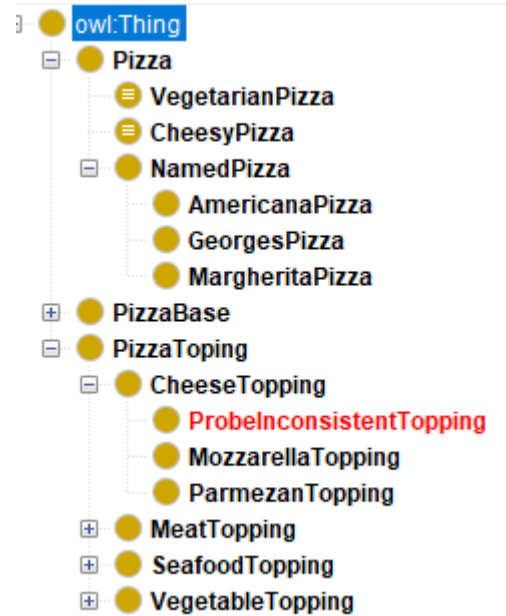 owl:Thing
Pizza
VegetarianPizza
CheesyPizza
NamedPizza
AmericanaPizza
GeorgesPizza
MargheritaPizza
PizzaBase
PizzaToping
CheeseTopping
ProbeInconsistentTopping
MozzarellaTopping
ParmezanTopping
MeatTopping
SeafoodTopping
VegetableTopping